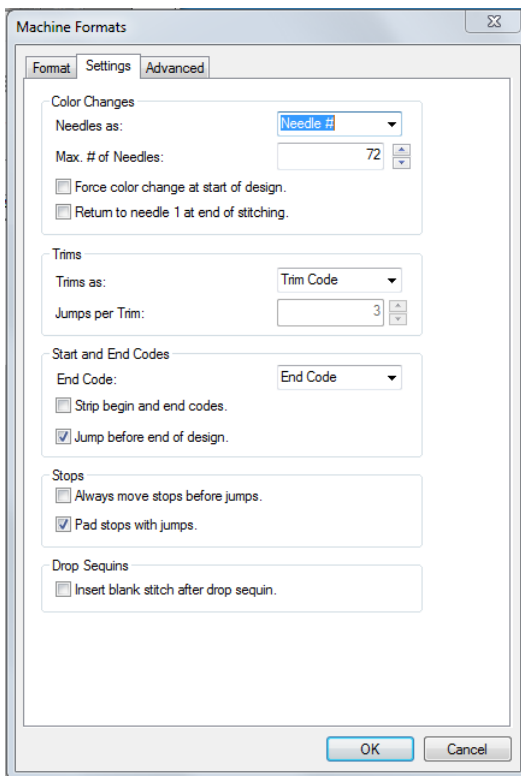 Machine Formats
Format Settings Advanced
Color Changes
Needles as: Needle #
Max. # of Needles: 72
Force color change at start of design.
Return to needle 1 at end of stitching.
Trims
Trims as: Trim Code
Jumps per Trim: 3
Start and End Codes
End Code: End Code
Strip begin and end codes.
Jump before end of design.
Stops
Always move stops before jumps.
Pad stops with jumps.
Drop Sequins
Insert blank stitch after drop sequin.
OK Cancel